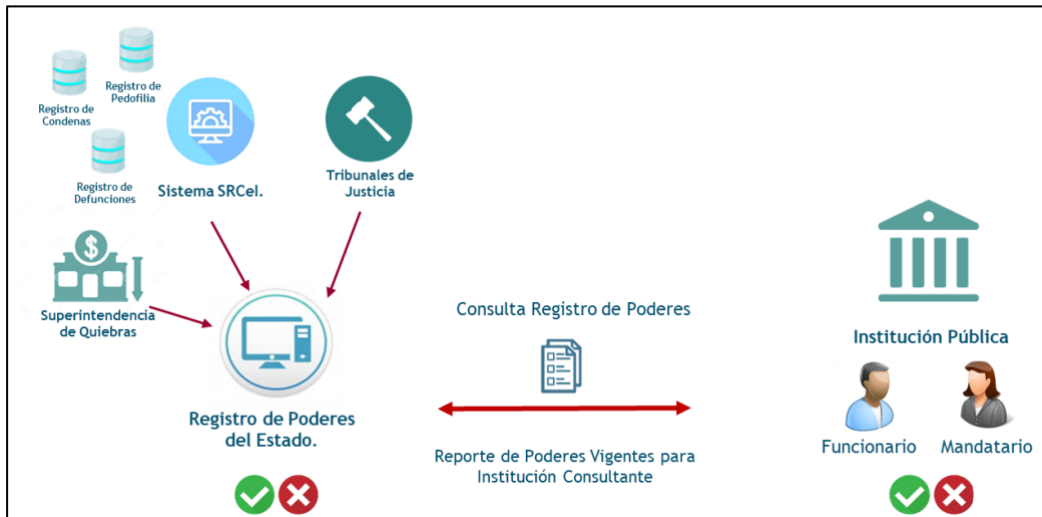 Registro de
Pedofilia
Registro de
Condenas
Registro de
Defunciones
Sistema SRCeI.
Tribunales de
Justicia
Superintendencia
de Quiebras
Registro de Poderes
del Estado.
Consulta Registro de Poderes
Reporte de Poderes Vigentes para
Institución Consultante
Institución Pública
Funcionario
Mandatario